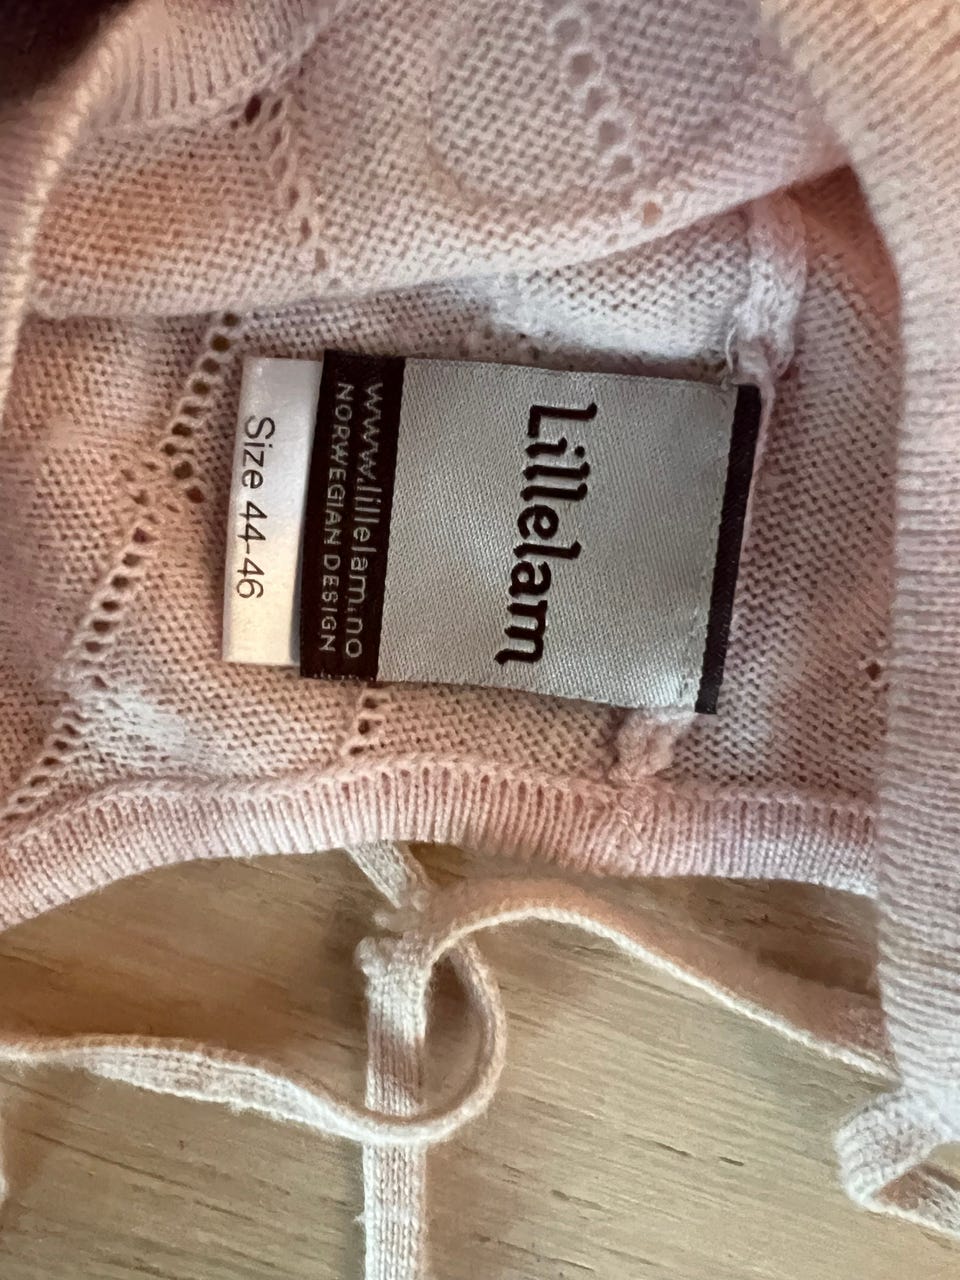 Lillelam
www.lillelam.no
NORWEGIAN DESIGN
Size 44-46